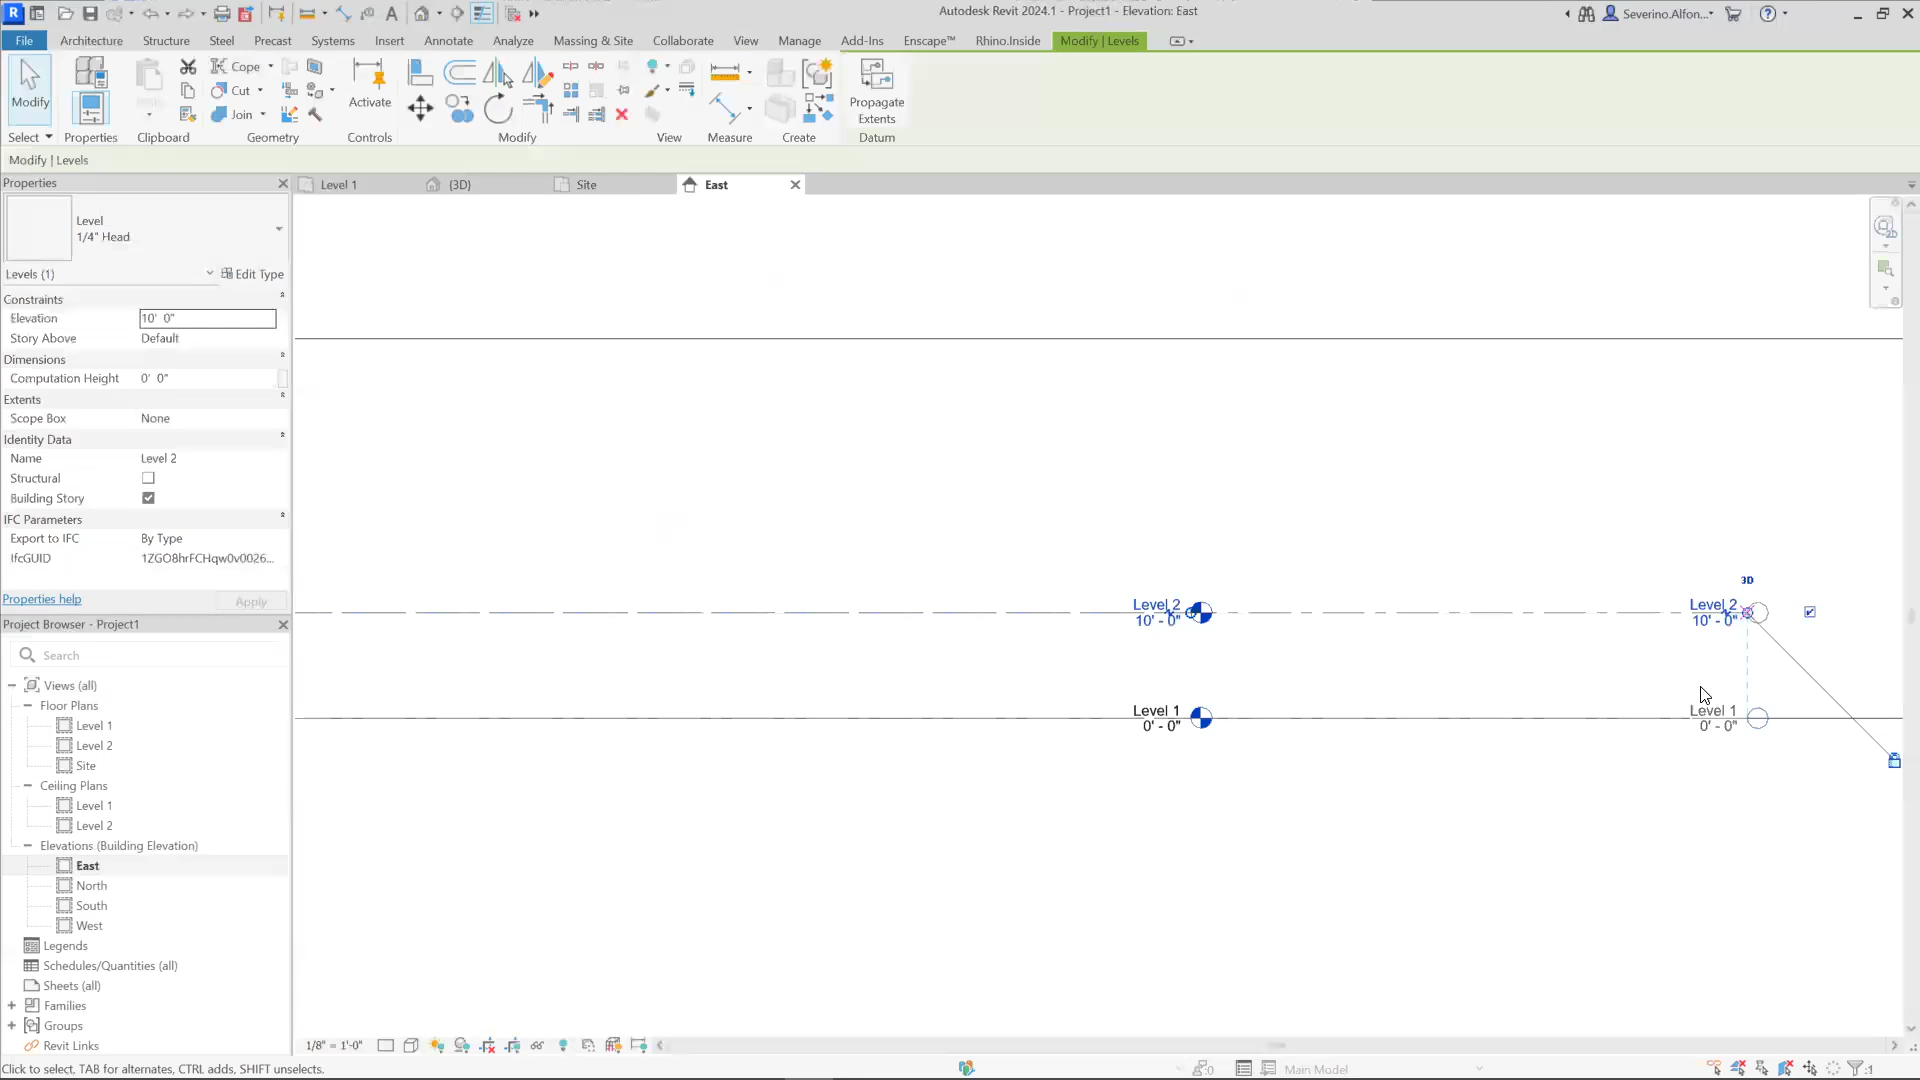 Autodesk Revit 2024.1 - Project1 - Elevation: East
Severino.Alfon...
File Architecture Structure Steel Precast Systems Insert Annotate Analyze Massing & Site Collaborate View Manage Add-Ins Enscape™ Rhino.Inside Modify | Levels
Modify
Cope
Cut
Join
Activate
Propagate
Extents
Select Properties Clipboard Geometry Controls Modify View Measure Create Datum
Modify | Levels
Properties
Level 1 {3D} Site East
Level
1/4" Head
Levels (1) Edit Type
Constraints
Elevation 10' 0"
Story Above Default
Dimensions
Computation Height 0' 0"
Extents
Scope Box None
Identity Data
Name Level 2
Structural
Building Story
IFC Parameters
Export to IFC By Type
IfcGUID 1ZGO8hrFCHqw0v0026...
Properties help Apply
Project Browser - Project1
Search
Views (all)
Floor Plans
Level 1
Level 2
Site
Ceiling Plans
Level 1
Level 2
Elevations (Building Elevation)
East
North
South
West
Legends
Schedules/Quantities (all)
Sheets (all)
Families
Groups
Revit Links
3D
Level 2
10' - 0"
Level 2
10' - 0"
Level 1
0' - 0"
Level 1
0' - 0"
1/8" = 1'-0"
Click to select, TAB for alternates, CTRL adds, SHIFT unselects.
:0
Main Model
:1